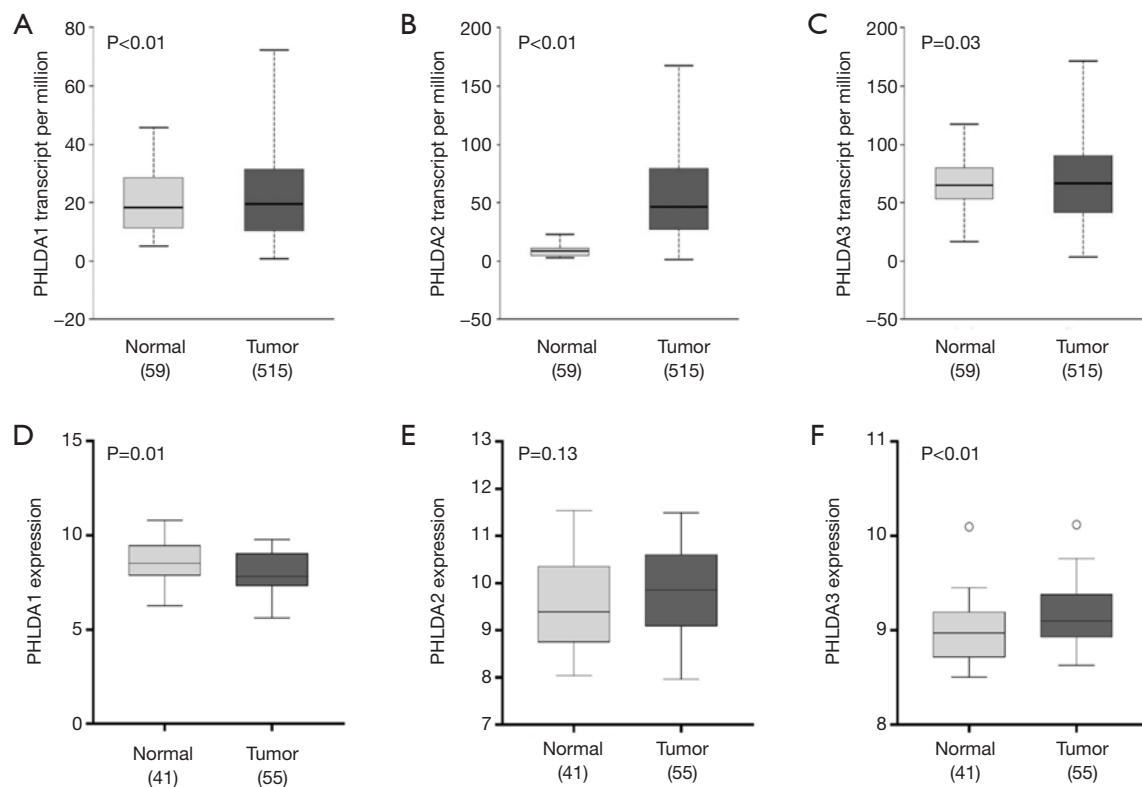 A
P<0.01
PHLDA1 transcript per million
80
60
40
20
0
–20
Normal
(59)
Tumor
(515)
B
P<0.01
PHLDA2 transcript per million
200
150
100
50
0
–50
Normal
(59)
Tumor
(515)
C
P=0.03
PHLDA3 transcript per million
200
150
100
50
0
–50
Normal
(59)
Tumor
(515)
D
P=0.01
PHLDA1 expression
15
10
5
0
Normal
(41)
Tumor
(55)
E
P=0.13
PHLDA2 expression
13
12
11
10
9
8
7
Normal
(41)
Tumor
(55)
F
P<0.01
PHLDA3 expression
11
10
9
8
Normal
(41)
Tumor
(55)